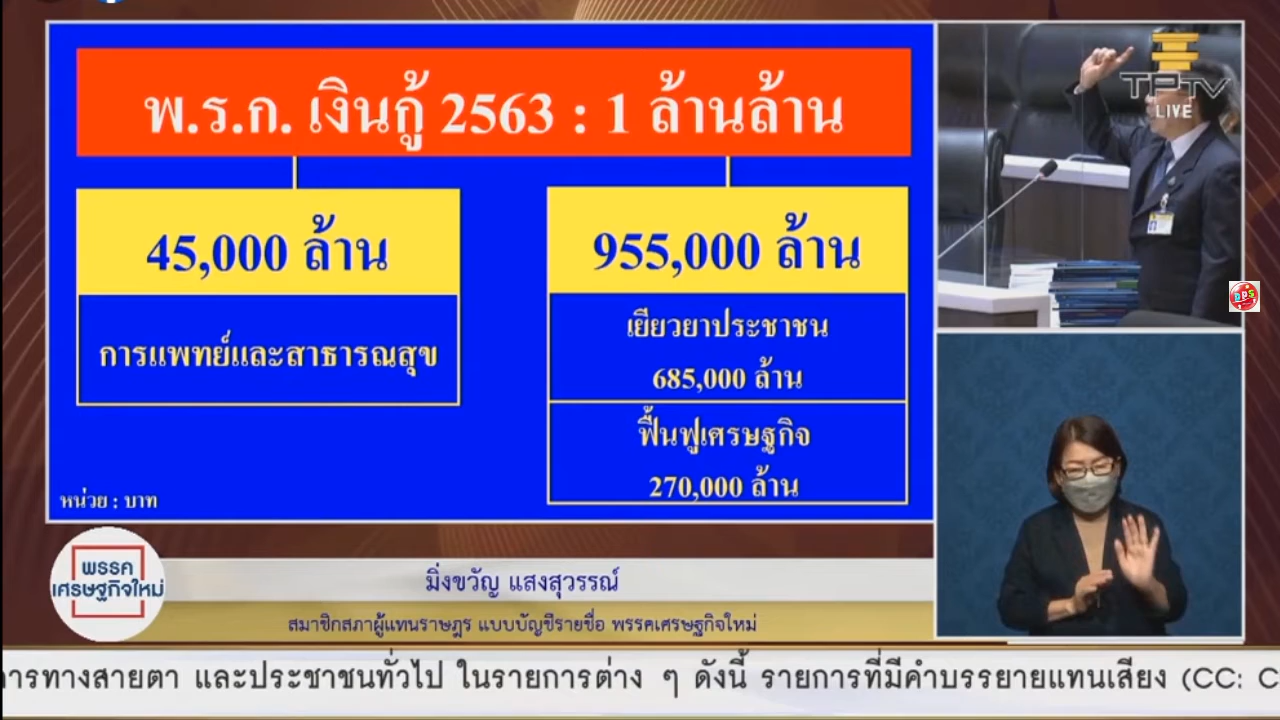 พ.ร.ก. เงินกู้ 2563 : 1 ล้านล้าน
45,000 ล้าน
การแพทย์และสาธารณสุข
955,000 ล้าน
เยียวยาประชาชน
685,000 ล้าน
ฟื้นฟูเศรษฐกิจ
270,000 ล้าน
หน่วย : บาท
TPTV
LIVE
DPS
พรรค
เศรษฐกิจใหม่
มิ่งขวัญ แสงสุวรรณ์
สมาชิกสภาผู้แทนราษฎร แบบบัญชีรายชื่อ พรรคเศรษฐกิจใหม่
การทางสายตา และประชาชนทั่วไป ในรายการต่าง ๆ ดังนี้ รายการที่มีคำบรรยายแทนเสียง (CC: C